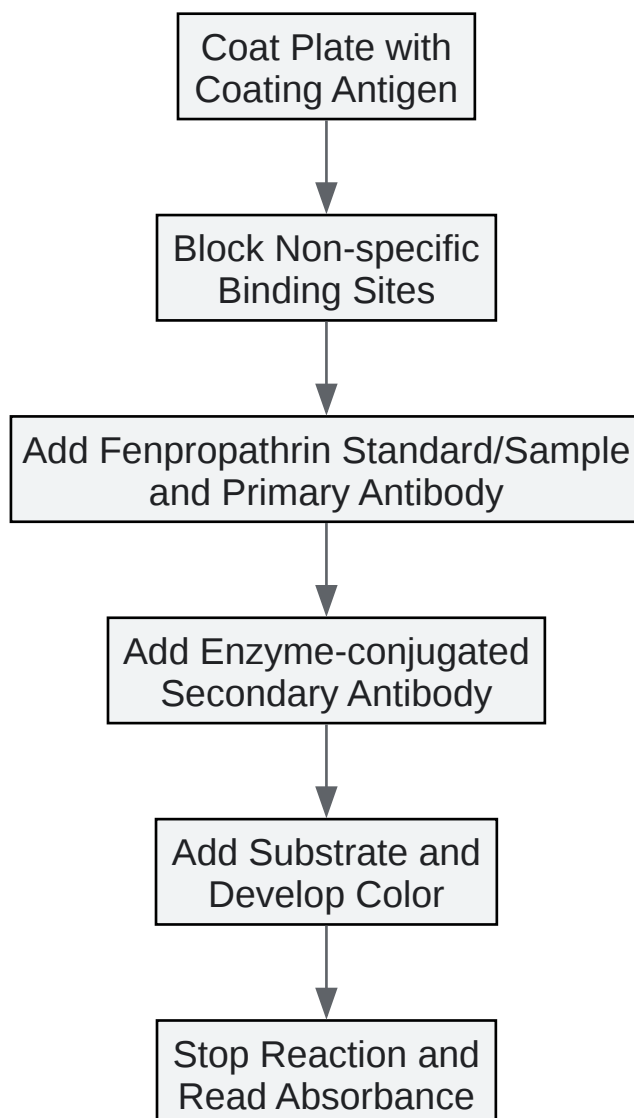 Coat Plate with
Coating Antigen
Block Non-specific
Binding Sites
Add Fenpropathrin Standard/Sample
and Primary Antibody
Add Enzyme-conjugated
Secondary Antibody
Add Substrate and
Develop Color
Stop Reaction and
Read Absorbance